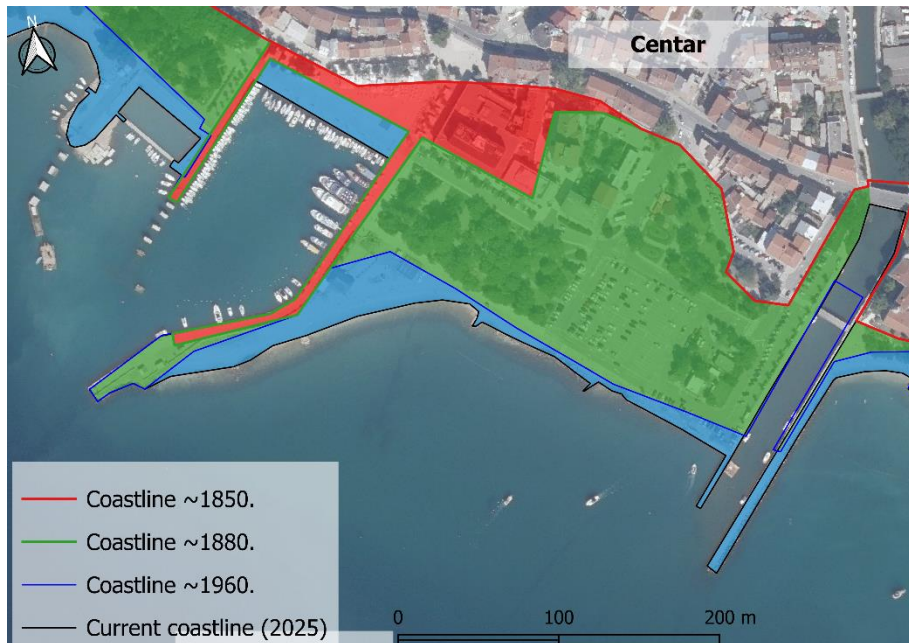 N
Centar
Coastline ~1850.
Coastline ~1880.
Coastline ~1960.
Current coastline (2025)
0 100 200 m